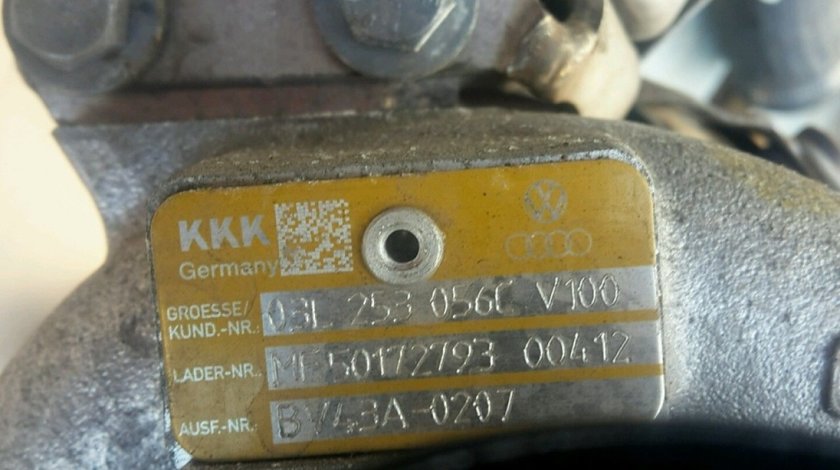 KKK
Germany
GROESSE/
KUND.-NR.: 03L 253 056C V100
LADER-NR.: MF50172793 00412
AUSF.-NR.: BV43A-0207